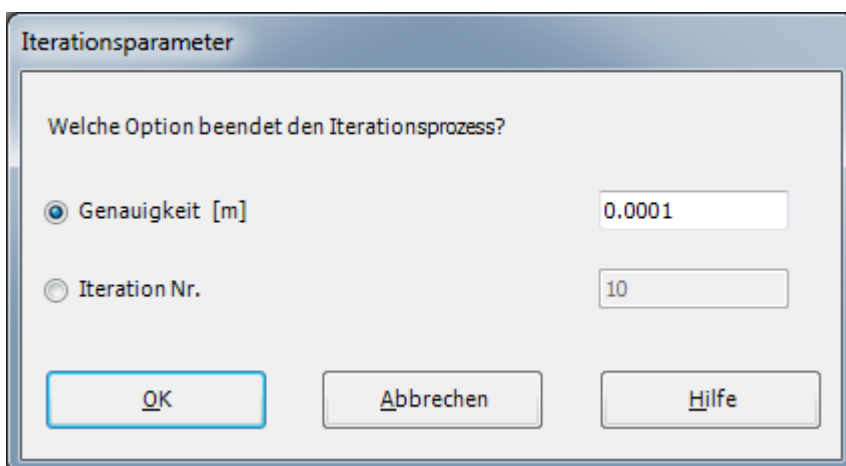 Iterationsparameter
Welche Option beendet den Iterationsprozess?
Genauigkeit [m] 0.0001
Iteration Nr. 10
OK Abbrechen Hilfe